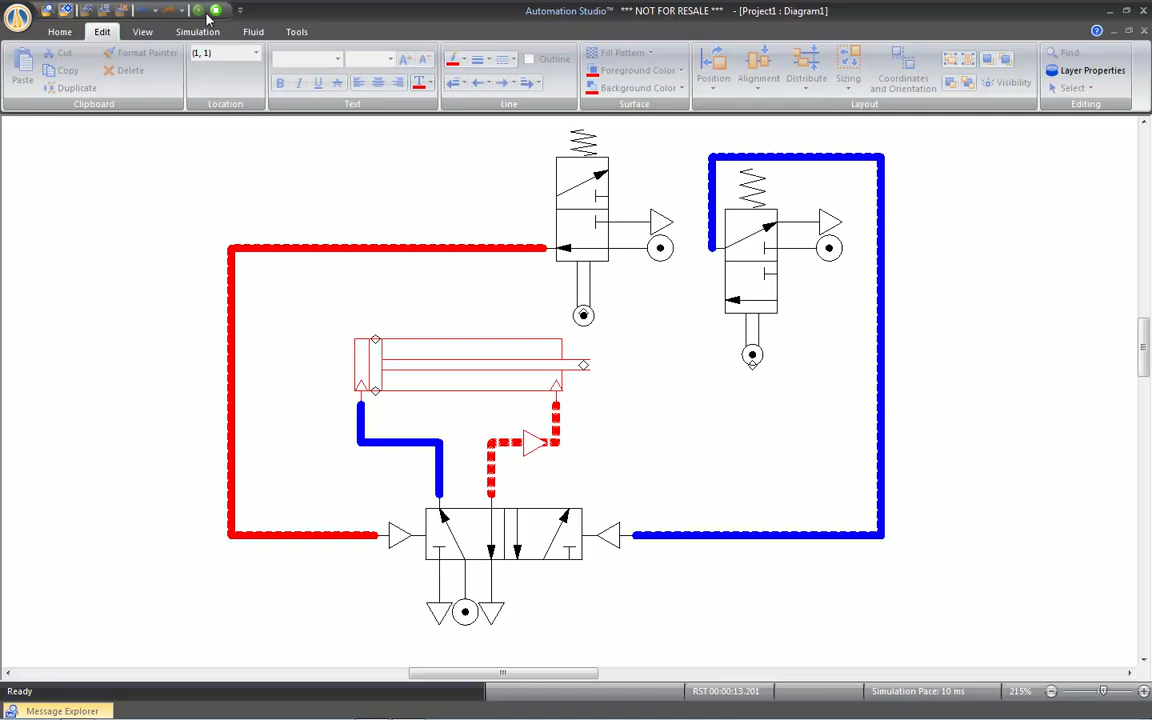 Automation Studio™ *** NOT FOR RESALE *** - [Project1 : Diagram1]
Home Edit View Simulation Fluid Tools
Paste
Cut
Copy
Duplicate
Format Painter
Delete
Clipboard
(1, 1)
Location
B I U A A A T
Text
Outline
Line
Fill Pattern
Foreground Color
Background Color
Surface
Position
Alignment
Distribute
Sizing
Coordinates
and Orientation
Visibility
Layout
Find
Layer Properties
Select
Editing
Ready
RST 00:00:13.201
Simulation Pace: 10 ms
215%
Message Explorer